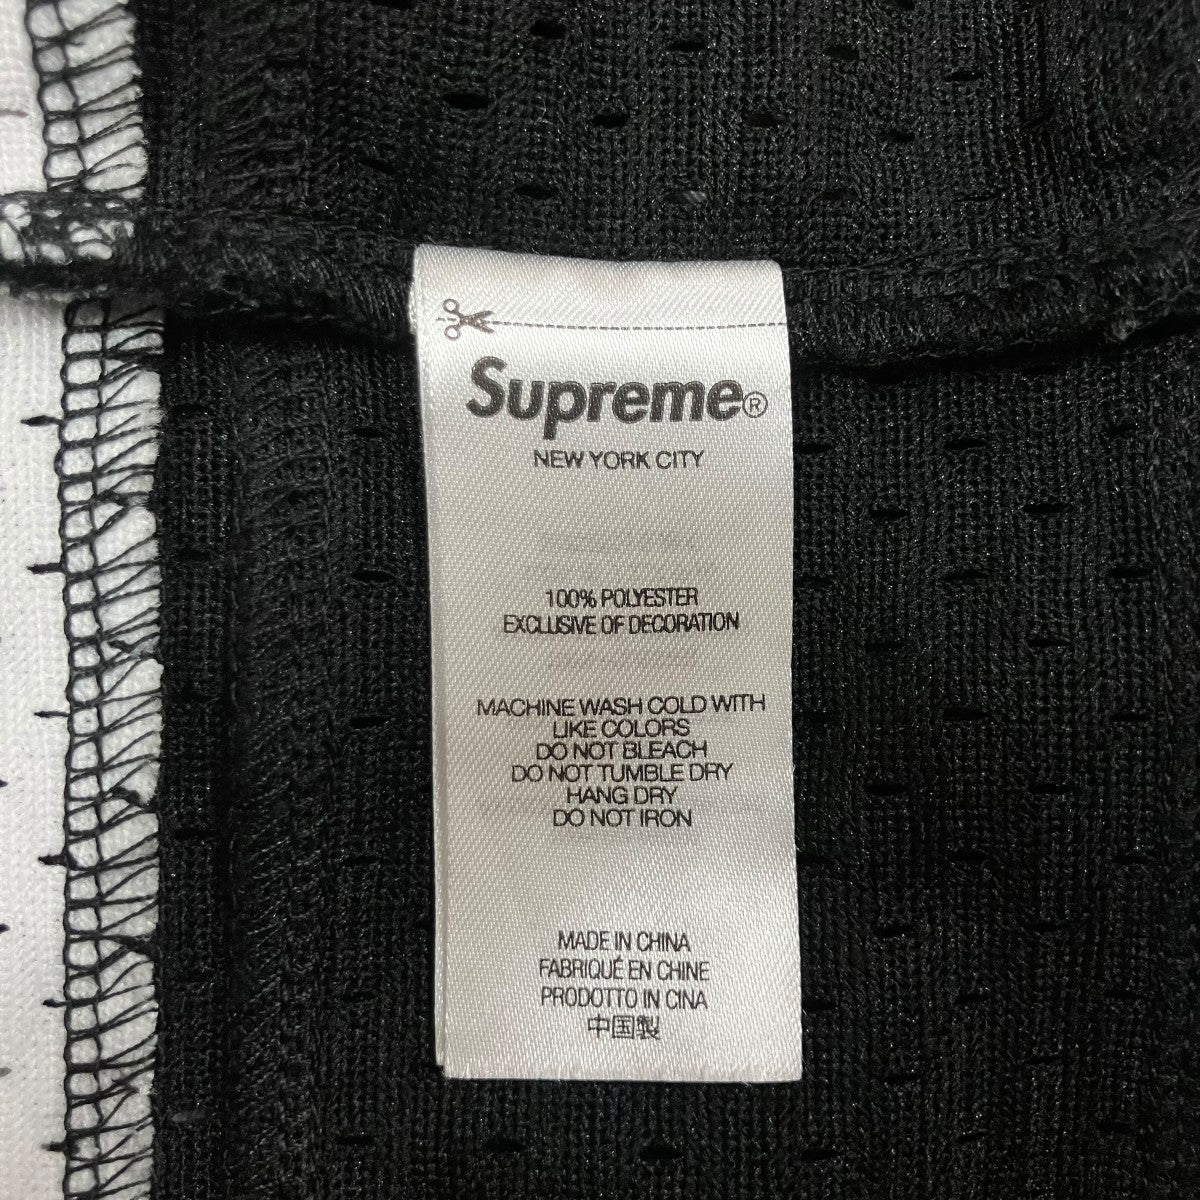 Supreme®
NEW YORK CITY
100% POLYESTER
EXCLUSIVE OF DECORATION
MACHINE WASH COLD WITH
LIKE COLORS
DO NOT BLEACH
DO NOT TUMBLE DRY
HANG DRY
DO NOT IRON
MADE IN CHINA
FABRIQUÉ EN CHINE
PRODOTTO IN CINA
中国製